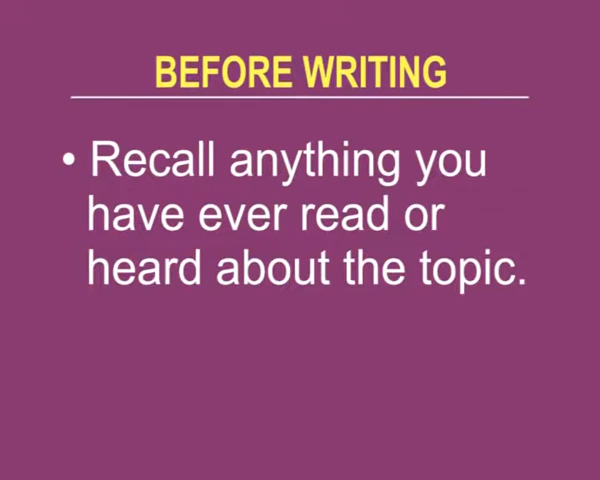 BEFORE WRITING
• Recall anything you
have ever read or
heard about the topic.